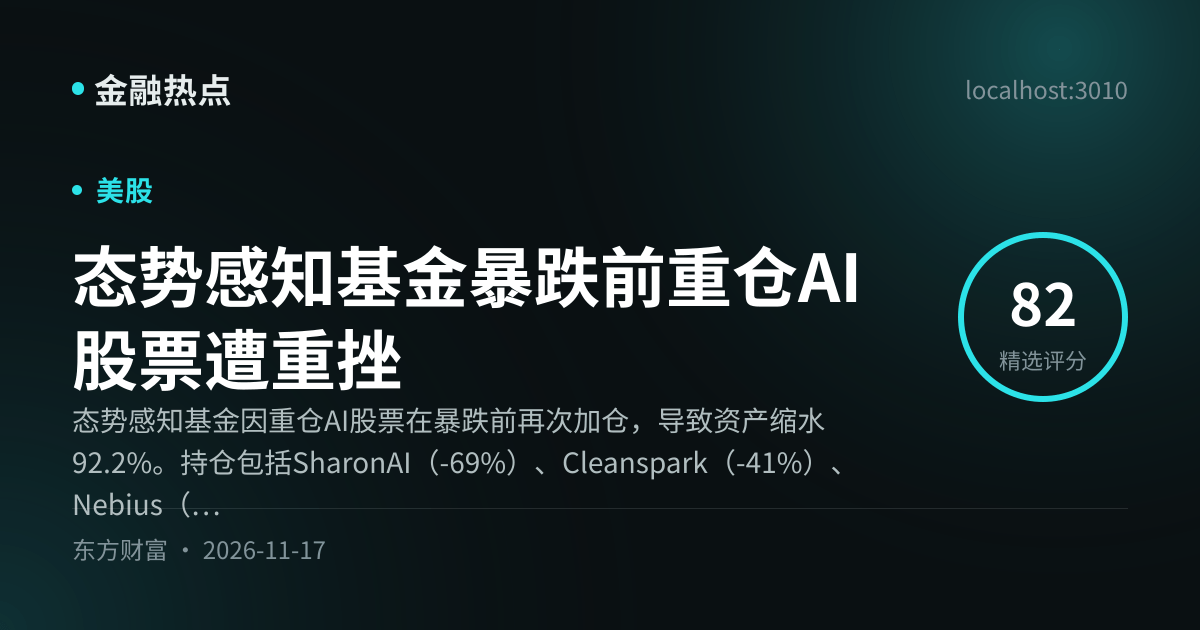 金融热点
localhost:3010
美股
态势感知基金暴跌前重仓AI
股票遭重挫
82
精选评分
态势感知基金因重仓AI股票在暴跌前再次加仓，导致资产缩水
92.2%。持仓包括SharonAI（-69%）、Cleanspark（-41%）、
Nebius（…
东方财富 • 2026-11-17